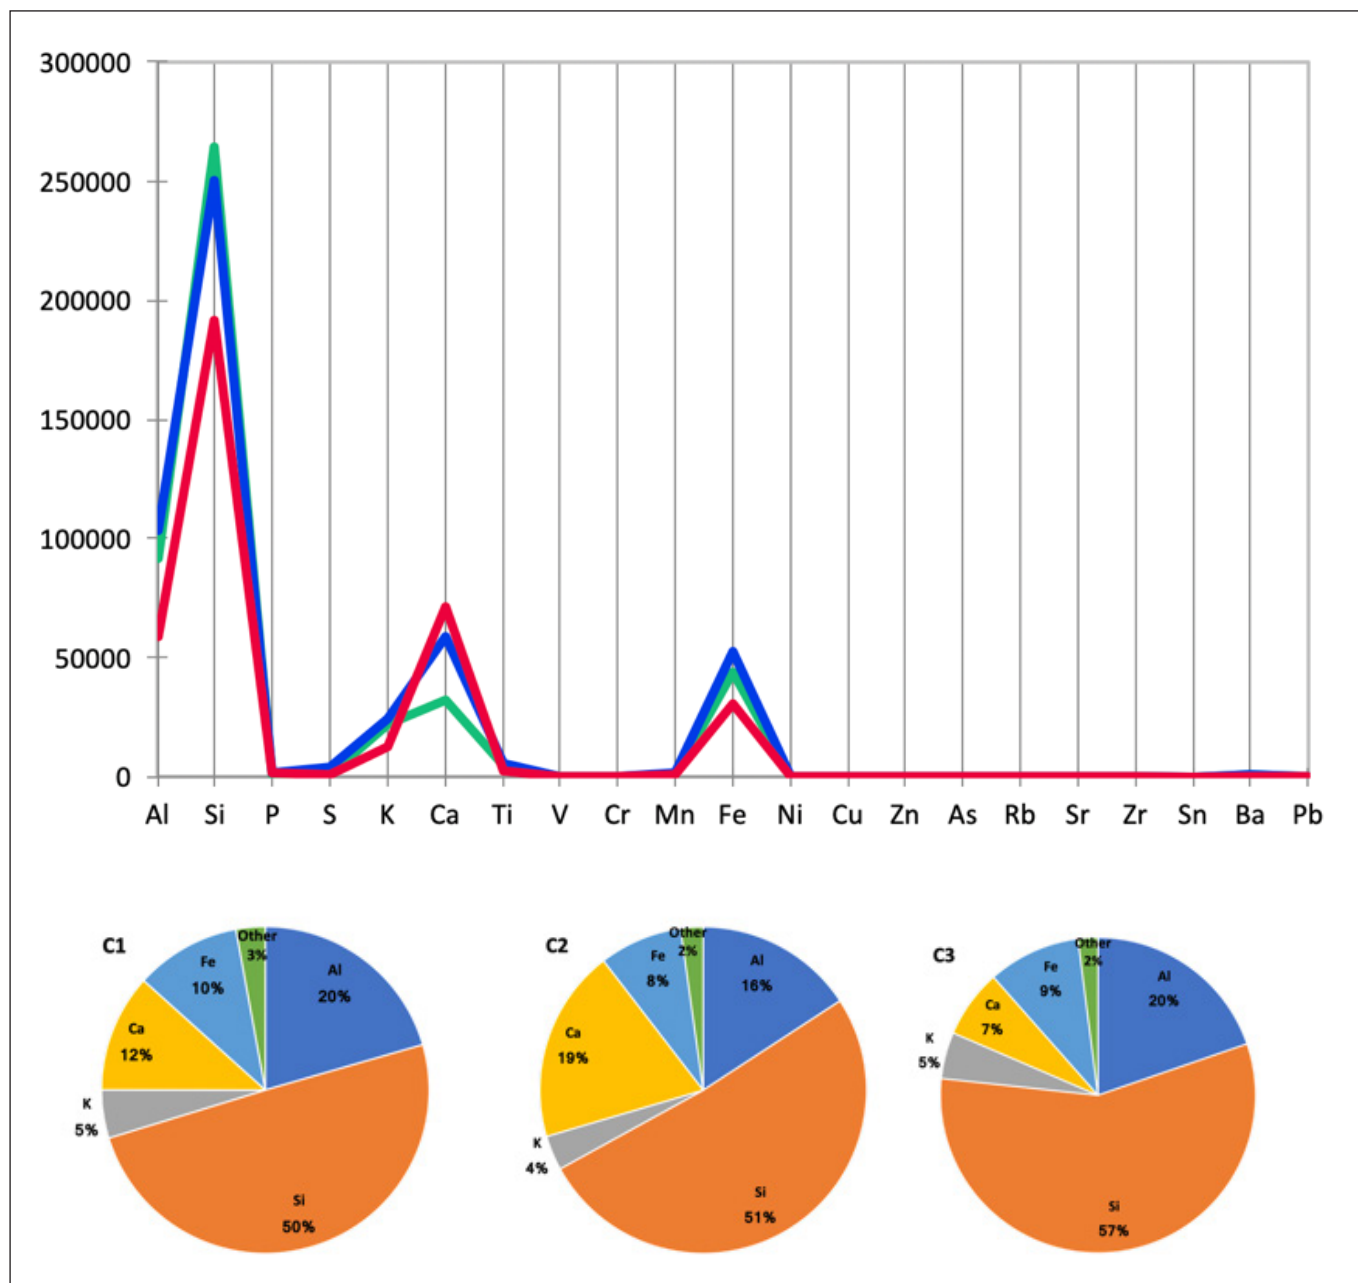 300000
250000
200000
150000
100000
50000
0
Al Si P S K Ca Ti V Cr Mn Fe Ni Cu Zn As Rb Sr Zr Sn Ba Pb
C1
Other
3%
Al
20%
Fe
10%
Ca
12%
K
5%
Si
50%
C2
Other
2%
Al
16%
Fe
8%
Ca
19%
K
4%
Si
51%
C3
Other
2%
Al
20%
Fe
9%
Ca
7%
K
5%
Si
57%